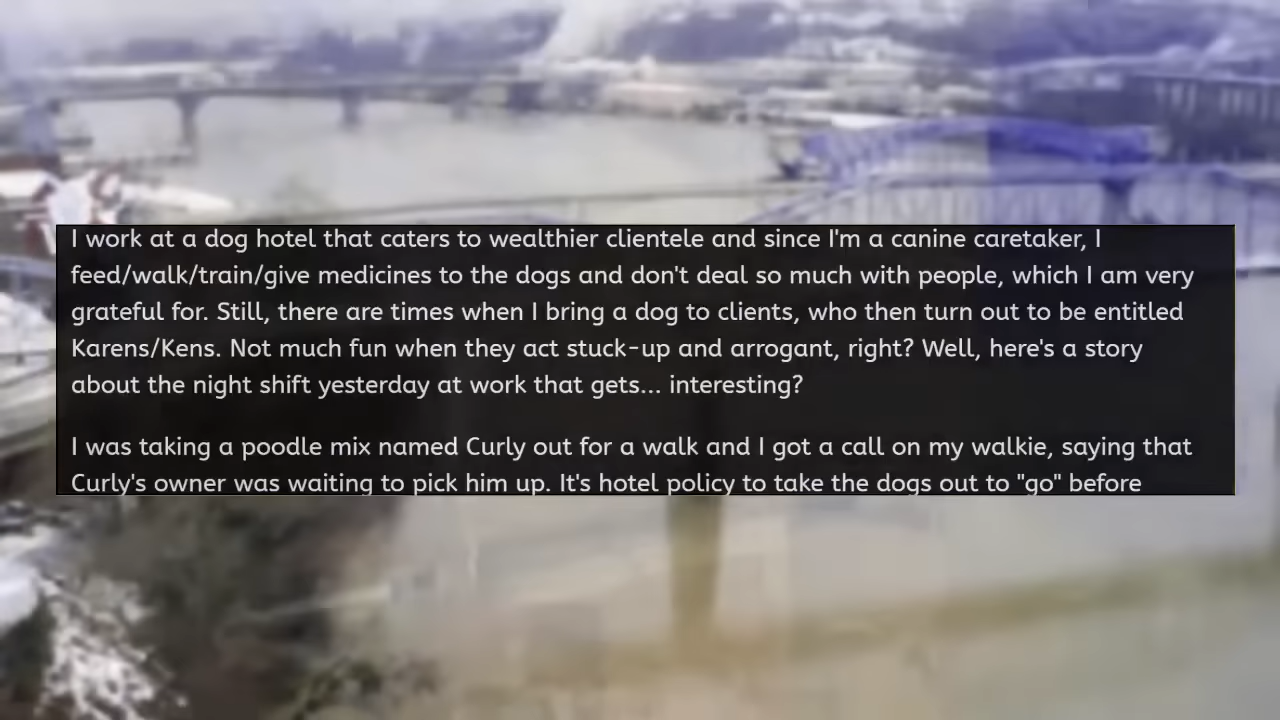 I work at a dog hotel that caters to wealthier clientele and since I'm a canine caretaker, I
feed/walk/train/give medicines to the dogs and don't deal so much with people, which I am very
grateful for. Still, there are times when I bring a dog to clients, who then turn out to be entitled
Karens/Kens. Not much fun when they act stuck-up and arrogant, right? Well, here's a story
about the night shift yesterday at work that gets... interesting?
I was taking a poodle mix named Curly out for a walk and I got a call on my walkie, saying that
Curly's owner was waiting to pick him up. It's hotel policy to take the dogs out to "go" before